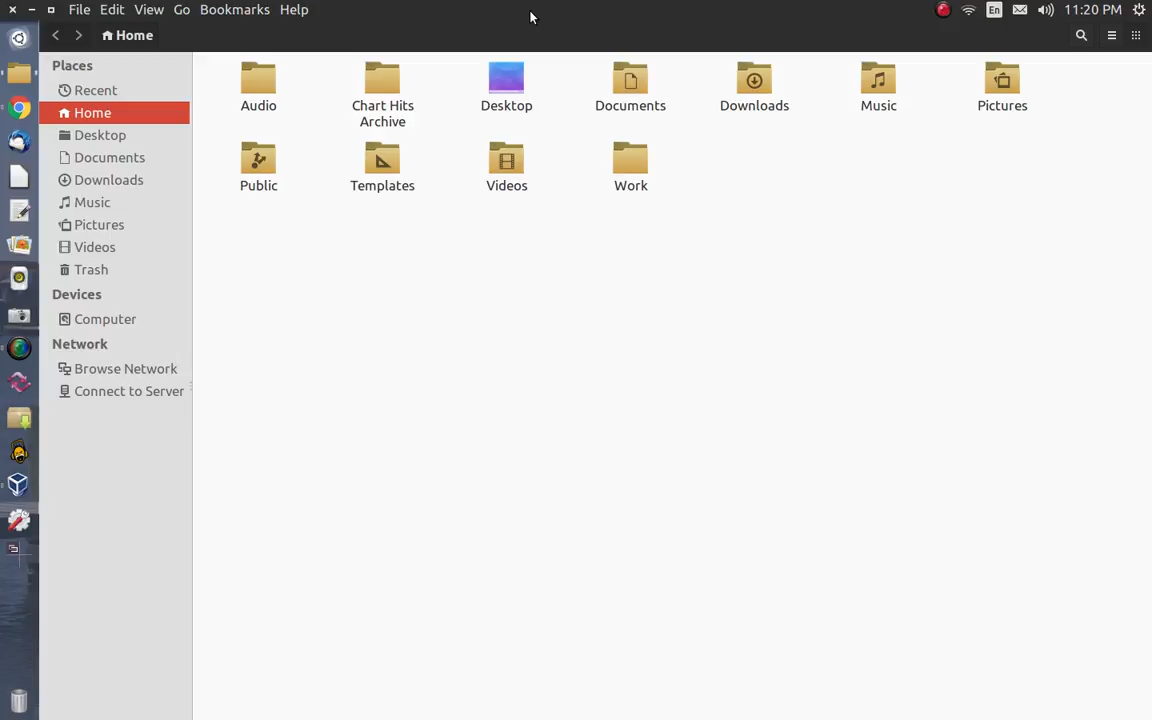 File Edit View Go Bookmarks Help
En 11:20 PM
Home
Places
Recent
Home
Desktop
Documents
Downloads
Music
Pictures
Videos
Trash
Devices
Computer
Network
Browse Network
Connect to Server
Audio
Chart Hits
Archive
Desktop
Documents
Downloads
Music
Pictures
Public
Templates
Videos
Work